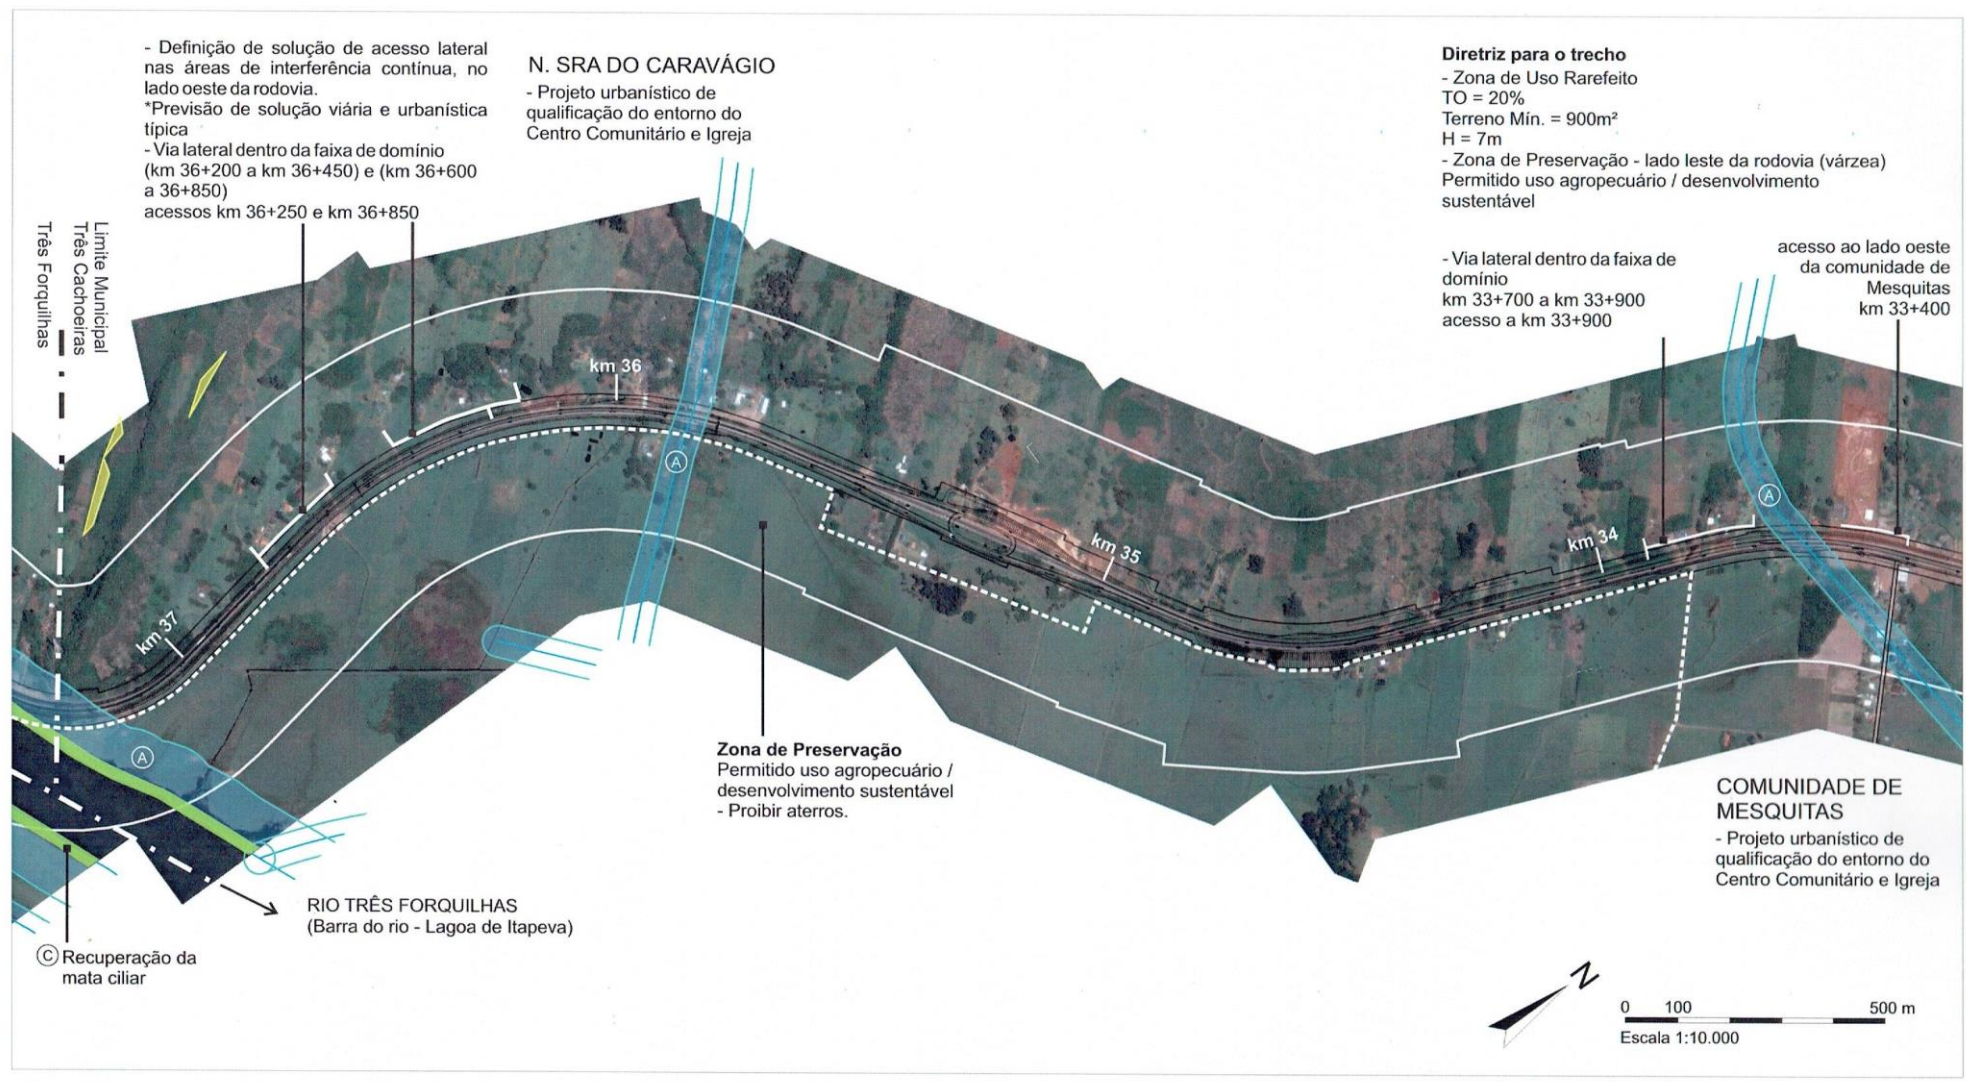 - Definição de solução de acesso lateral
nas áreas de interferência contínua, no
lado oeste da rodovia.
*Previsão de solução viária e urbanística
típica
- Via lateral dentro da faixa de domínio
(km 36+200 a km 36+450) e (km 36+600
a 36+850)
acessos km 36+250 e km 36+850
N. SRA DO CARAVÁGIO
- Projeto urbanístico de
qualificação do entorno do
Centro Comunitário e Igreja
Diretriz para o trecho
- Zona de Uso Rarefeito
TO = 20%
Terreno Mín. = 900m²
H = 7m
- Zona de Preservação - lado leste da rodovia (várzea)
Permitido uso agropecuário / desenvolvimento
sustentável
- Via lateral dentro da faixa de
domínio
km 33+700 a km 33+900
acesso a km 33+900
acesso ao lado oeste
da comunidade de
Mesquitas
km 33+400
Limite Municipal
Três Cachoeiras
Três Forquilhas
km 37
km 36
km 35
km 34
A
A
A
Zona de Preservação
Permitido uso agropecuário /
desenvolvimento sustentável
- Proibir aterros.
COMUNIDADE DE
MESQUITAS
- Projeto urbanístico de
qualificação do entorno do
Centro Comunitário e Igreja
RIO TRÊS FORQUILHAS
(Barra do rio - Lagoa de Itapeva)
C Recuperação da
mata ciliar
N
0 100 500 m
Escala 1:10.000